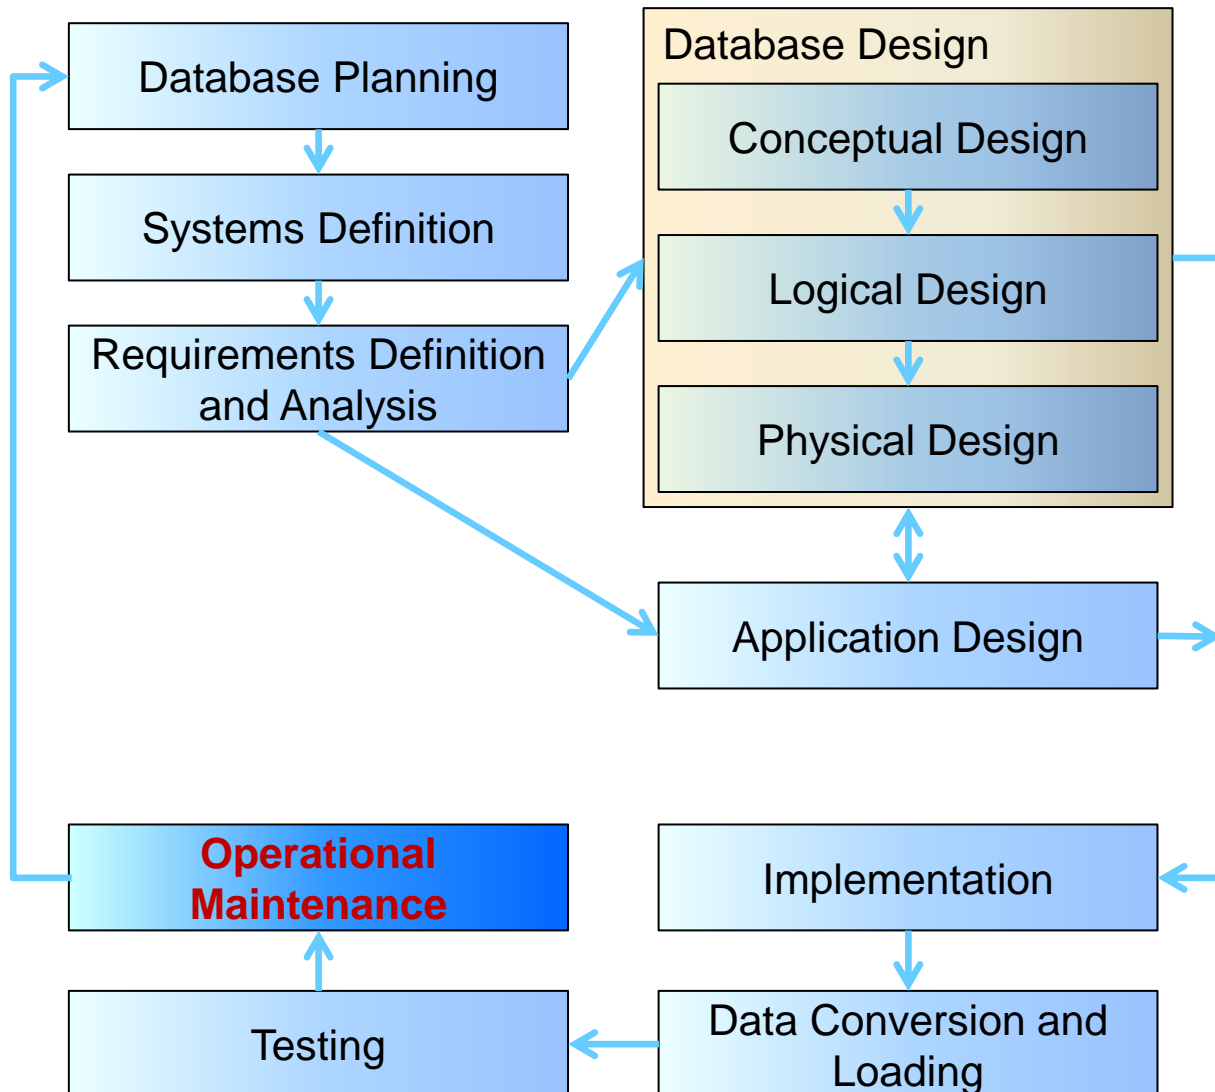 Database Planning
Systems Definition
Requirements Definition
and Analysis
Database Design
Conceptual Design
Logical Design
Physical Design
Application Design
Operational
Maintenance
Implementation
Testing
Data Conversion and
Loading